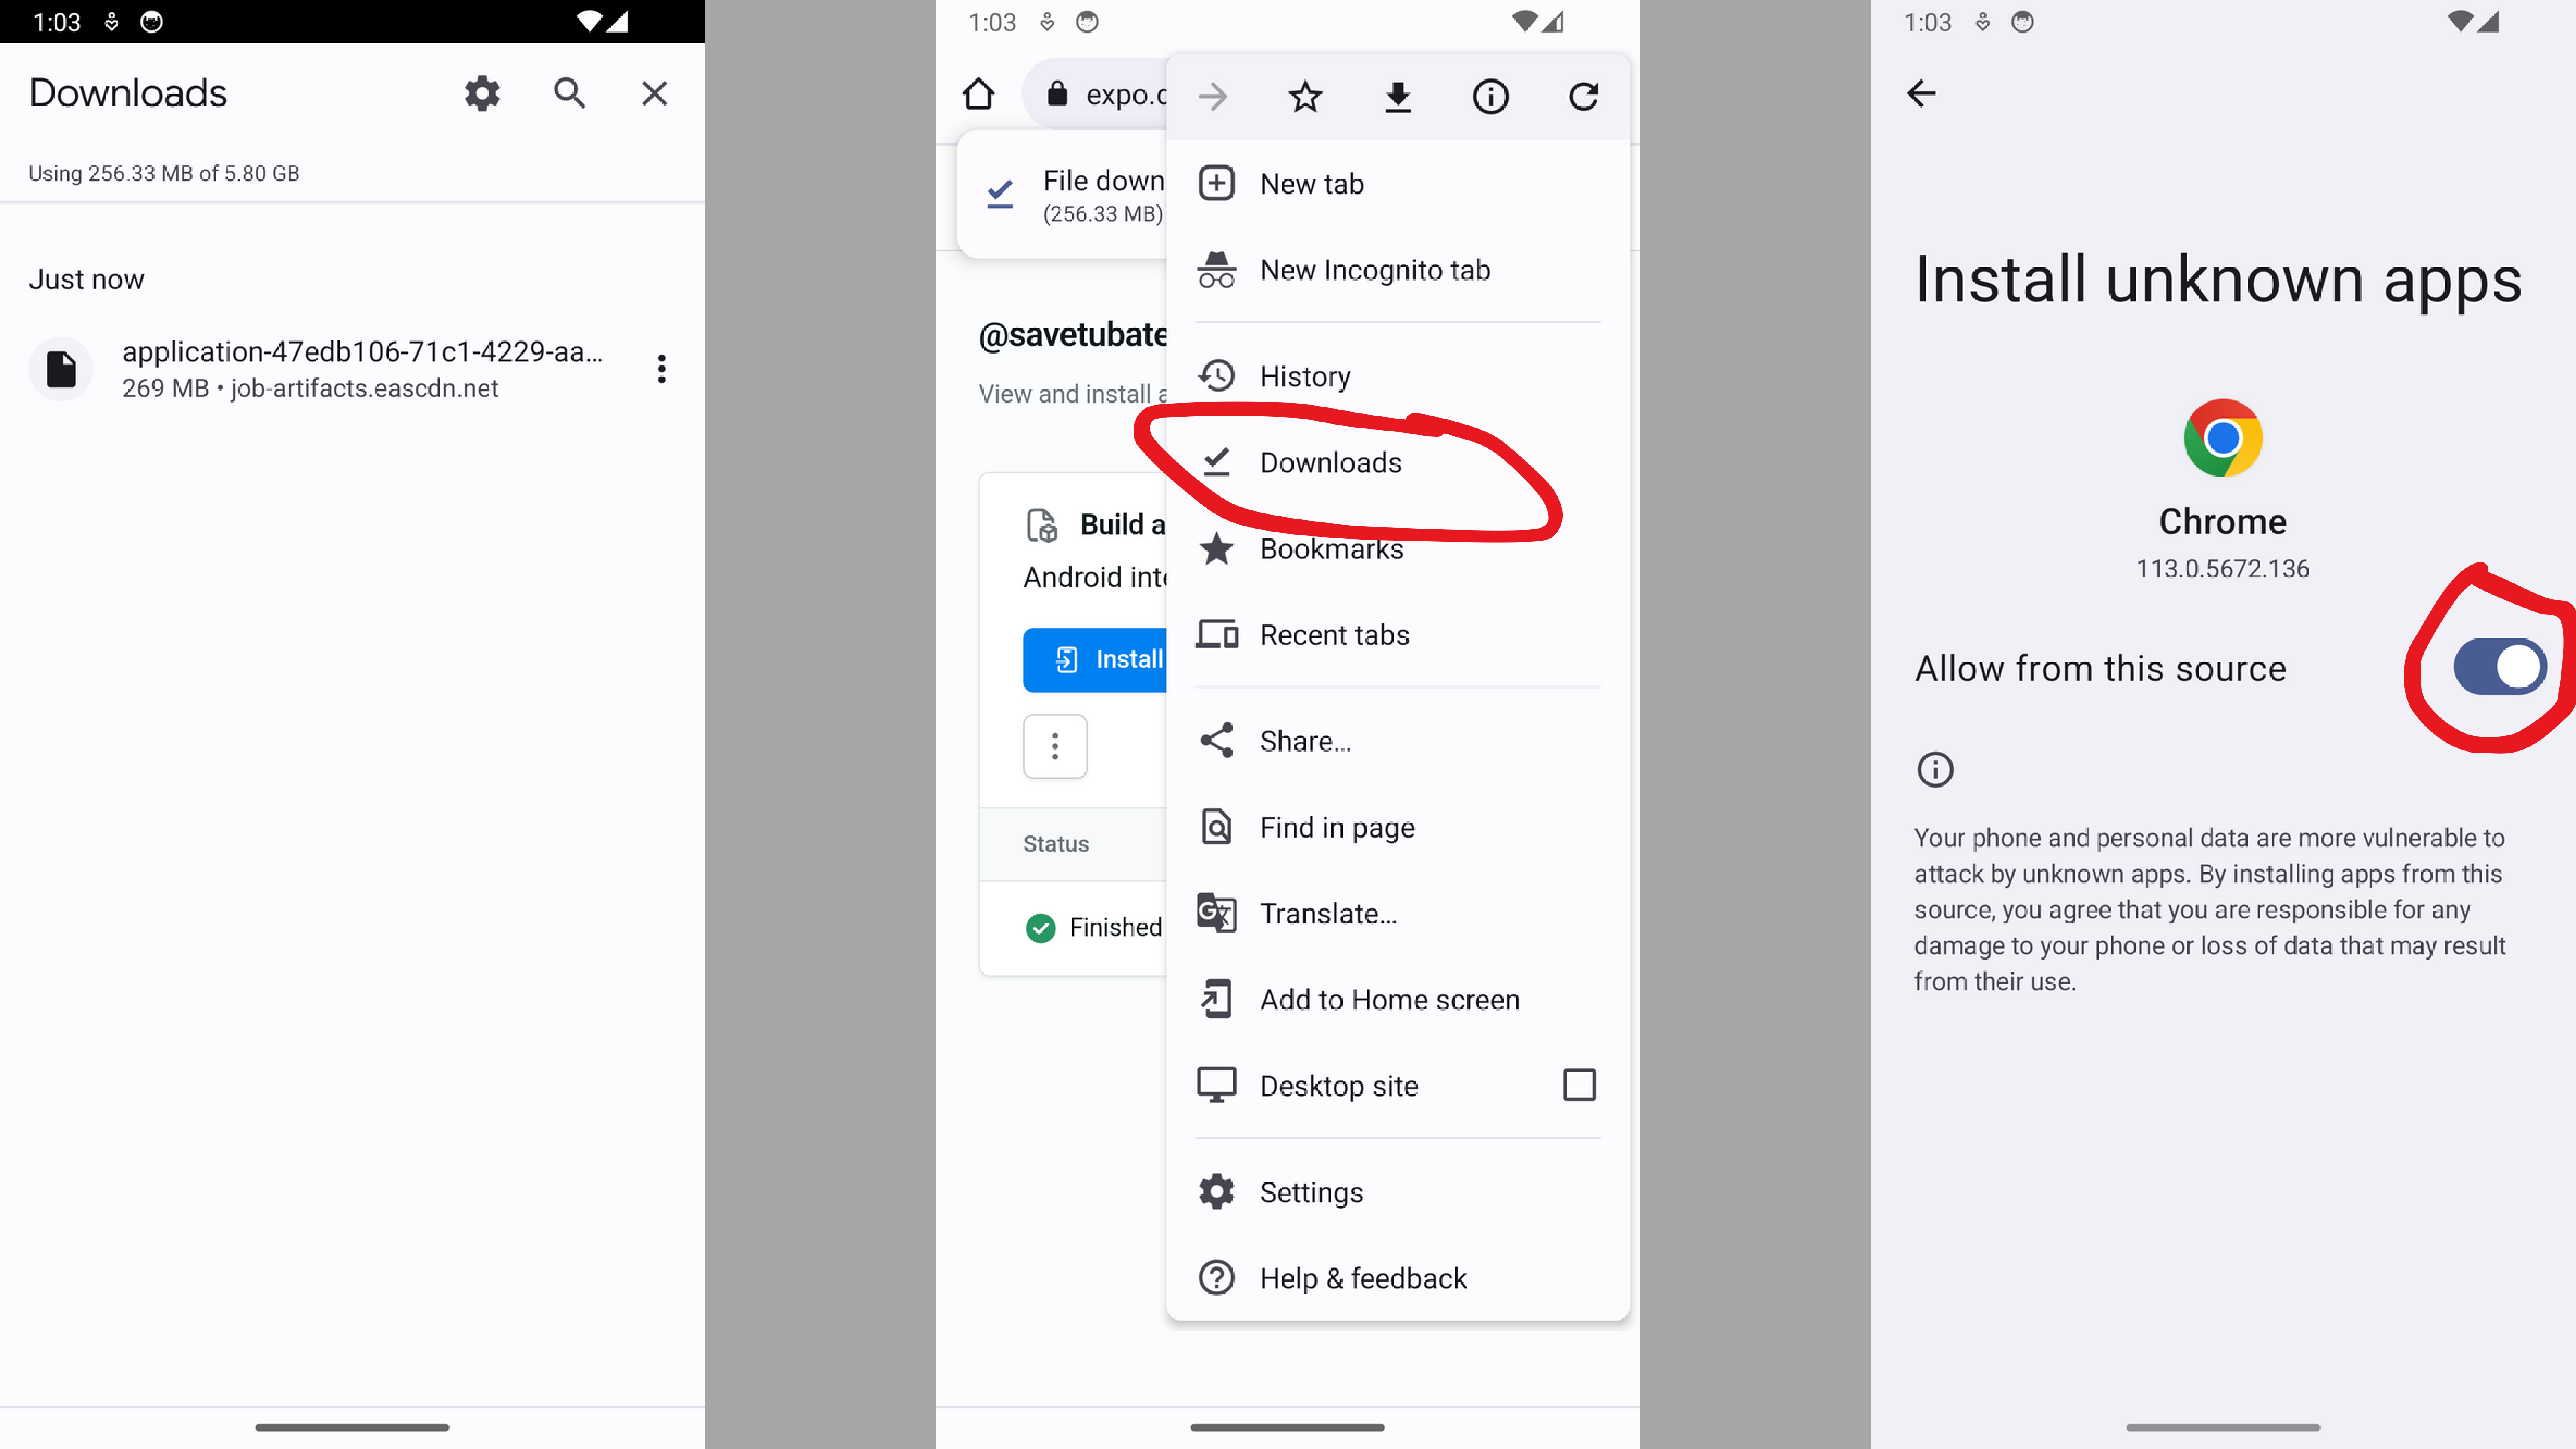 1:03
Downloads
Using 256.33 MB of 5.80 GB
Just now
application-47edb106-71c1-4229-aa...
269 MB • job-artifacts.eascdn.net
1:03
expo.d
File down
(256.33 MB)
@savetubate
View and install a
Build a
Android inte
Install
Status
Finished
New tab
New Incognito tab
History
Downloads
Bookmarks
Recent tabs
Share...
Find in page
Translate...
Add to Home screen
Desktop site
Settings
Help & feedback
1:03
Install unknown apps
Chrome
113.0.5672.136
Allow from this source
Your phone and personal data are more vulnerable to
attack by unknown apps. By installing apps from this
source, you agree that you are responsible for any
damage to your phone or loss of data that may result
from their use.